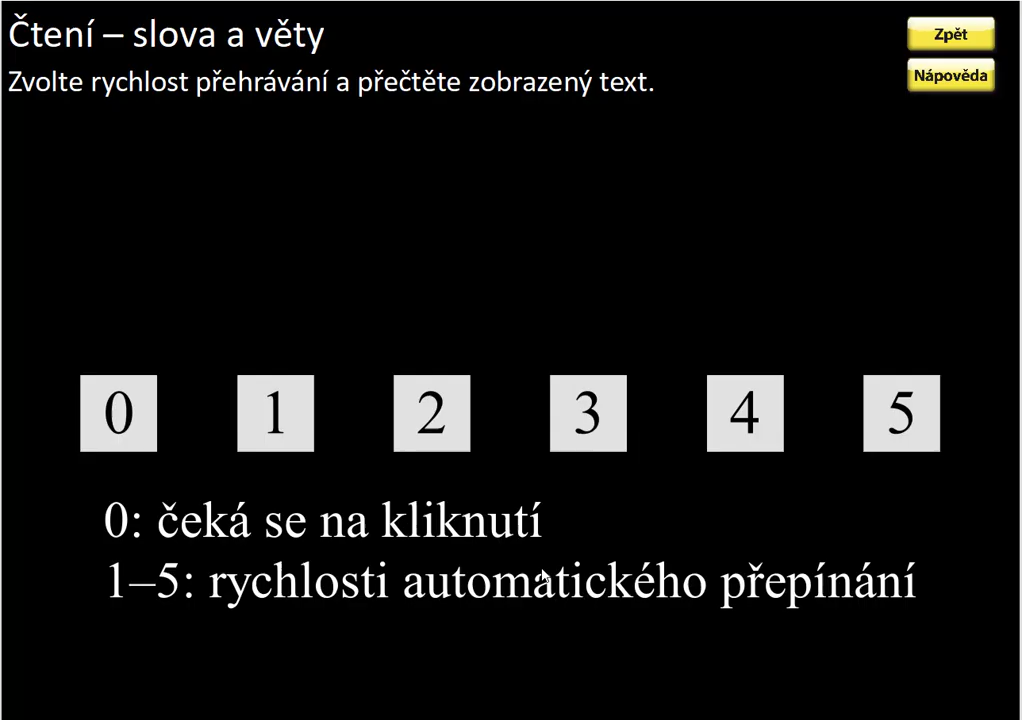 Čtení – slova a věty
Zpět
Zvolte rychlost přehrávání a přečtěte zobrazený text.
Nápověda
0 1 2 3 4 5
0: čeká se na kliknutí
1–5: rychlosti automatického přepínání